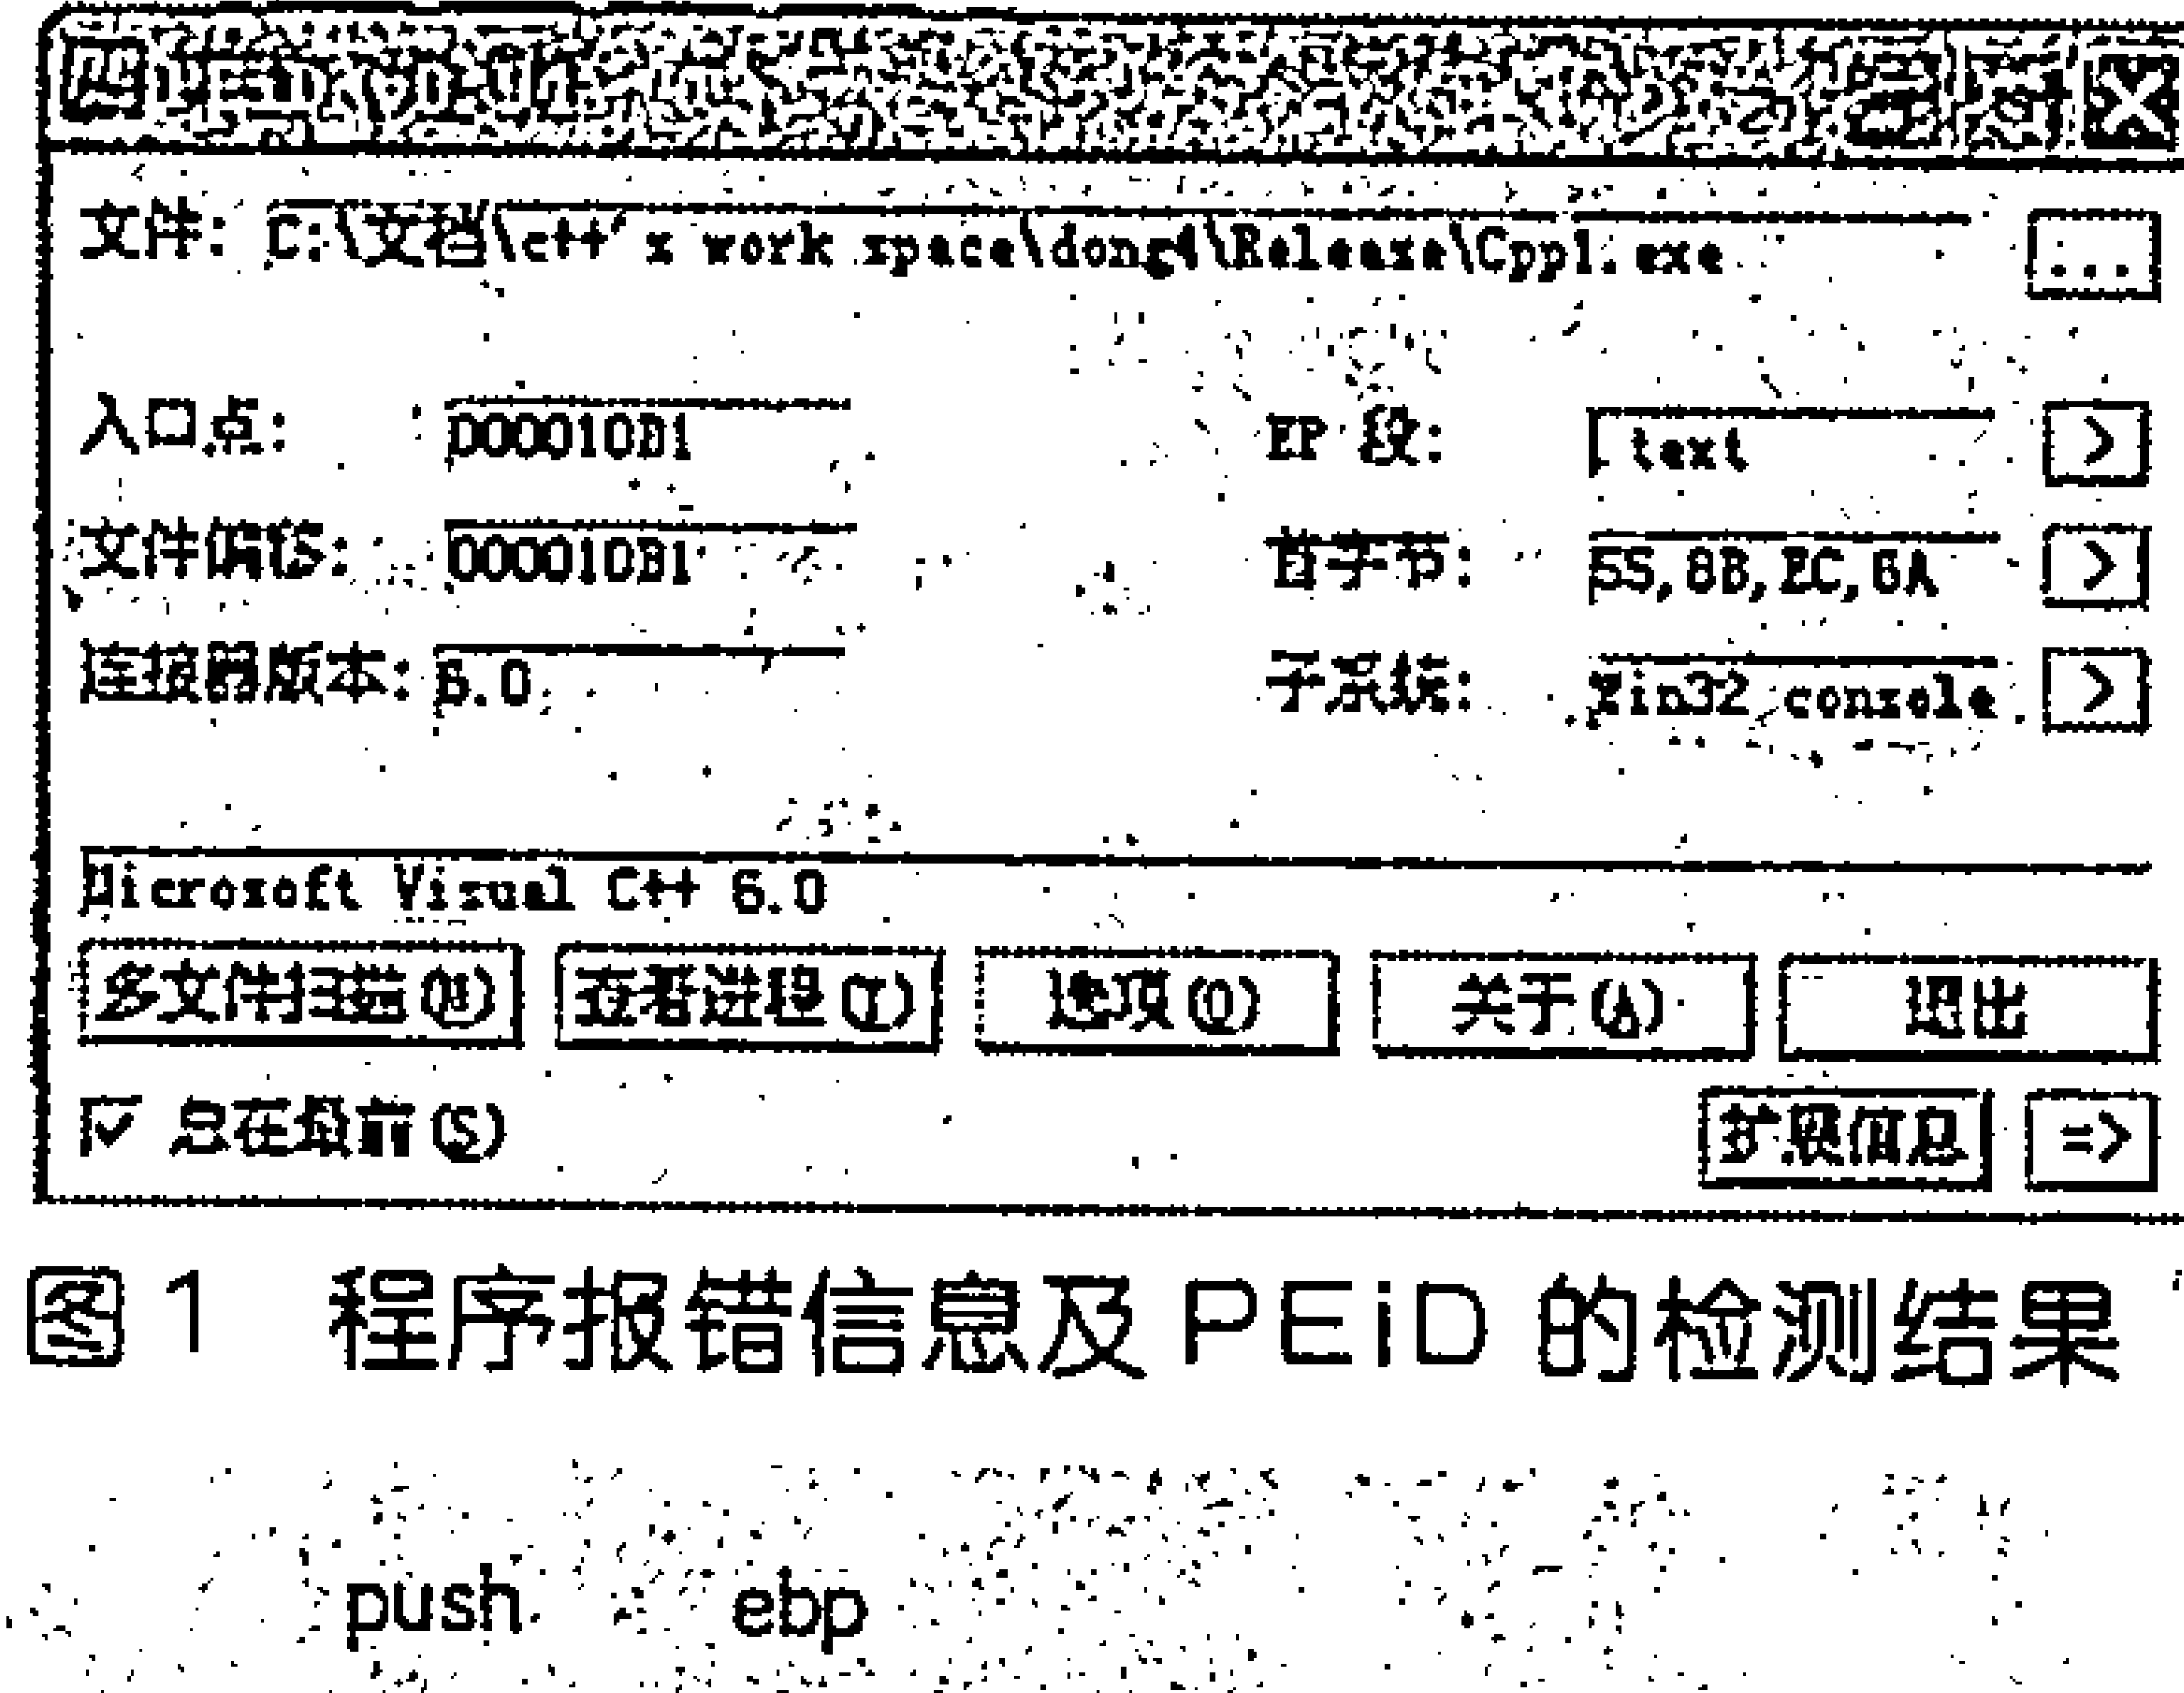 文件: C:\文档\c++'s work space\dong4\Release\Cpp1.exe ...
入口点: 000010B1 EP 段: .text >
文件偏移: 000010B1 首字节: 55,8B,EC,6A >
连接器版本: 6.0 子系统: Win32 console >
Microsoft Visual C++ 6.0
多文件扫描(M) 查看进程(T) 选项(O) 关于(A) 退出
总在最前(S) 扩展信息 =>
图1 程序报错信息及PEiD的检测结果
push ebp